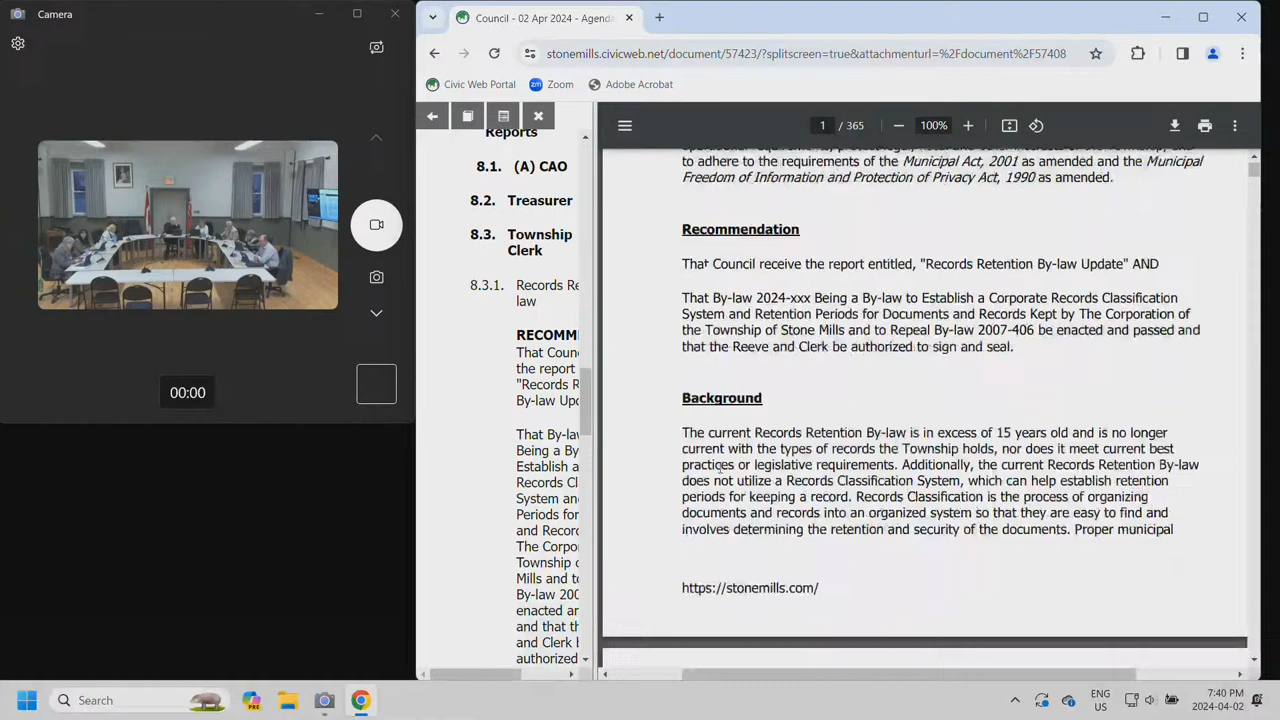 Camera
00:00
Council - 02 Apr 2024 - Agenda
stonemills.civicweb.net/document/57423/?splitscreen=true&attachmenturl=%2Fdocument%2F57408
Civic Web Portal
Zoom
Adobe Acrobat
Reports
8.1. (A) CAO
8.2. Treasurer
8.3. Township
Clerk
8.3.1. Records Re
law
RECOMM
That Counc
the report
"Records R
By-law Upd
That By-law
Being a By-
Establish a
Records Cl
System and
Periods for
and Record
The Corpo
Township o
Mills and to
By-law 200
enacted an
and that th
and Clerk b
authorized
1 / 365
100%
to adhere to the requirements of the Municipal Act, 2001 as amended and the Municipal
Freedom of Information and Protection of Privacy Act, 1990 as amended.
Recommendation
That Council receive the report entitled, "Records Retention By-law Update" AND
That By-law 2024-xxx Being a By-law to Establish a Corporate Records Classification
System and Retention Periods for Documents and Records Kept by The Corporation of
the Township of Stone Mills and to Repeal By-law 2007-406 be enacted and passed and
that the Reeve and Clerk be authorized to sign and seal.
Background
The current Records Retention By-law is in excess of 15 years old and is no longer
current with the types of records the Township holds, nor does it meet current best
practices or legislative requirements. Additionally, the current Records Retention By-law
does not utilize a Records Classification System, which can help establish retention
periods for keeping a record. Records Classification is the process of organizing
documents and records into an organized system so that they are easy to find and
involves determining the retention and security of the documents. Proper municipal
https://stonemills.com/
Search
PRE
ENG
US
7:40 PM
2024-04-02